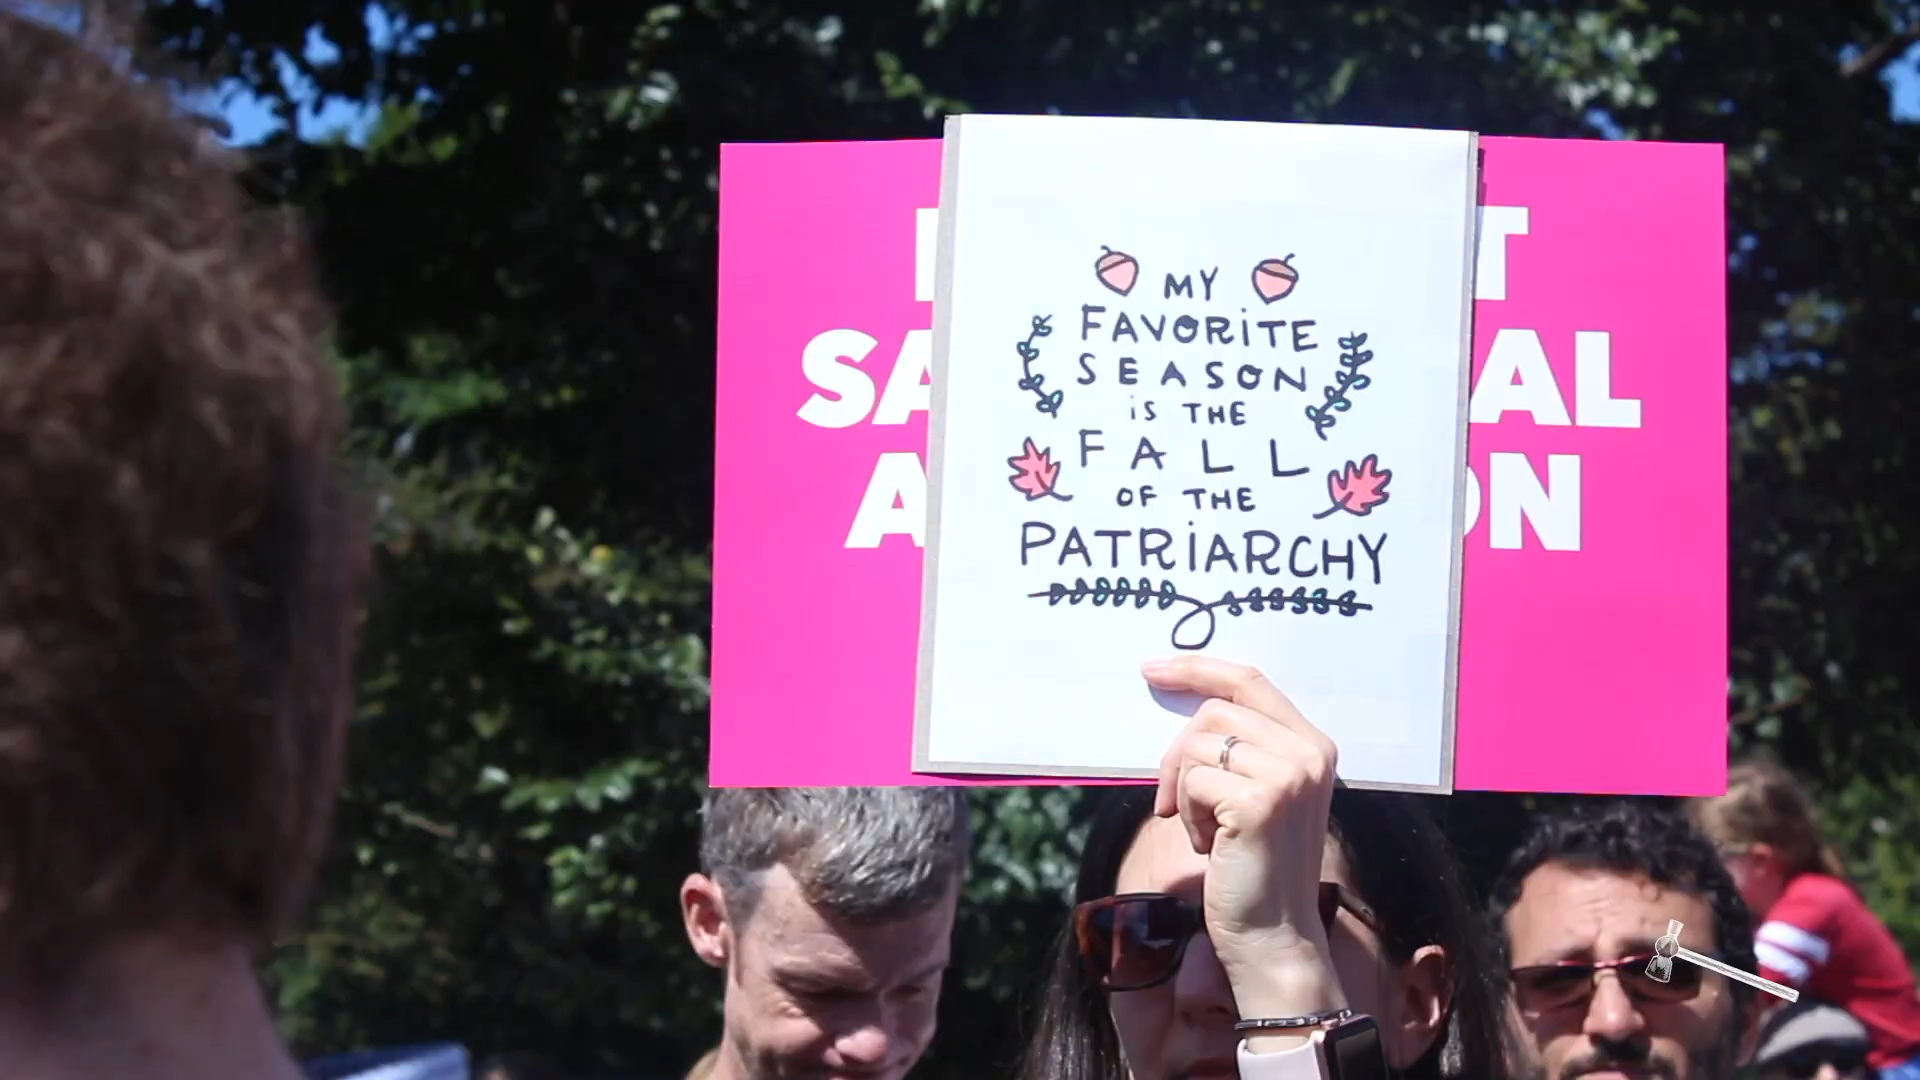 MY
FAVORITE
SEASON
IS THE
FALL
OF THE
PATRIARCHY